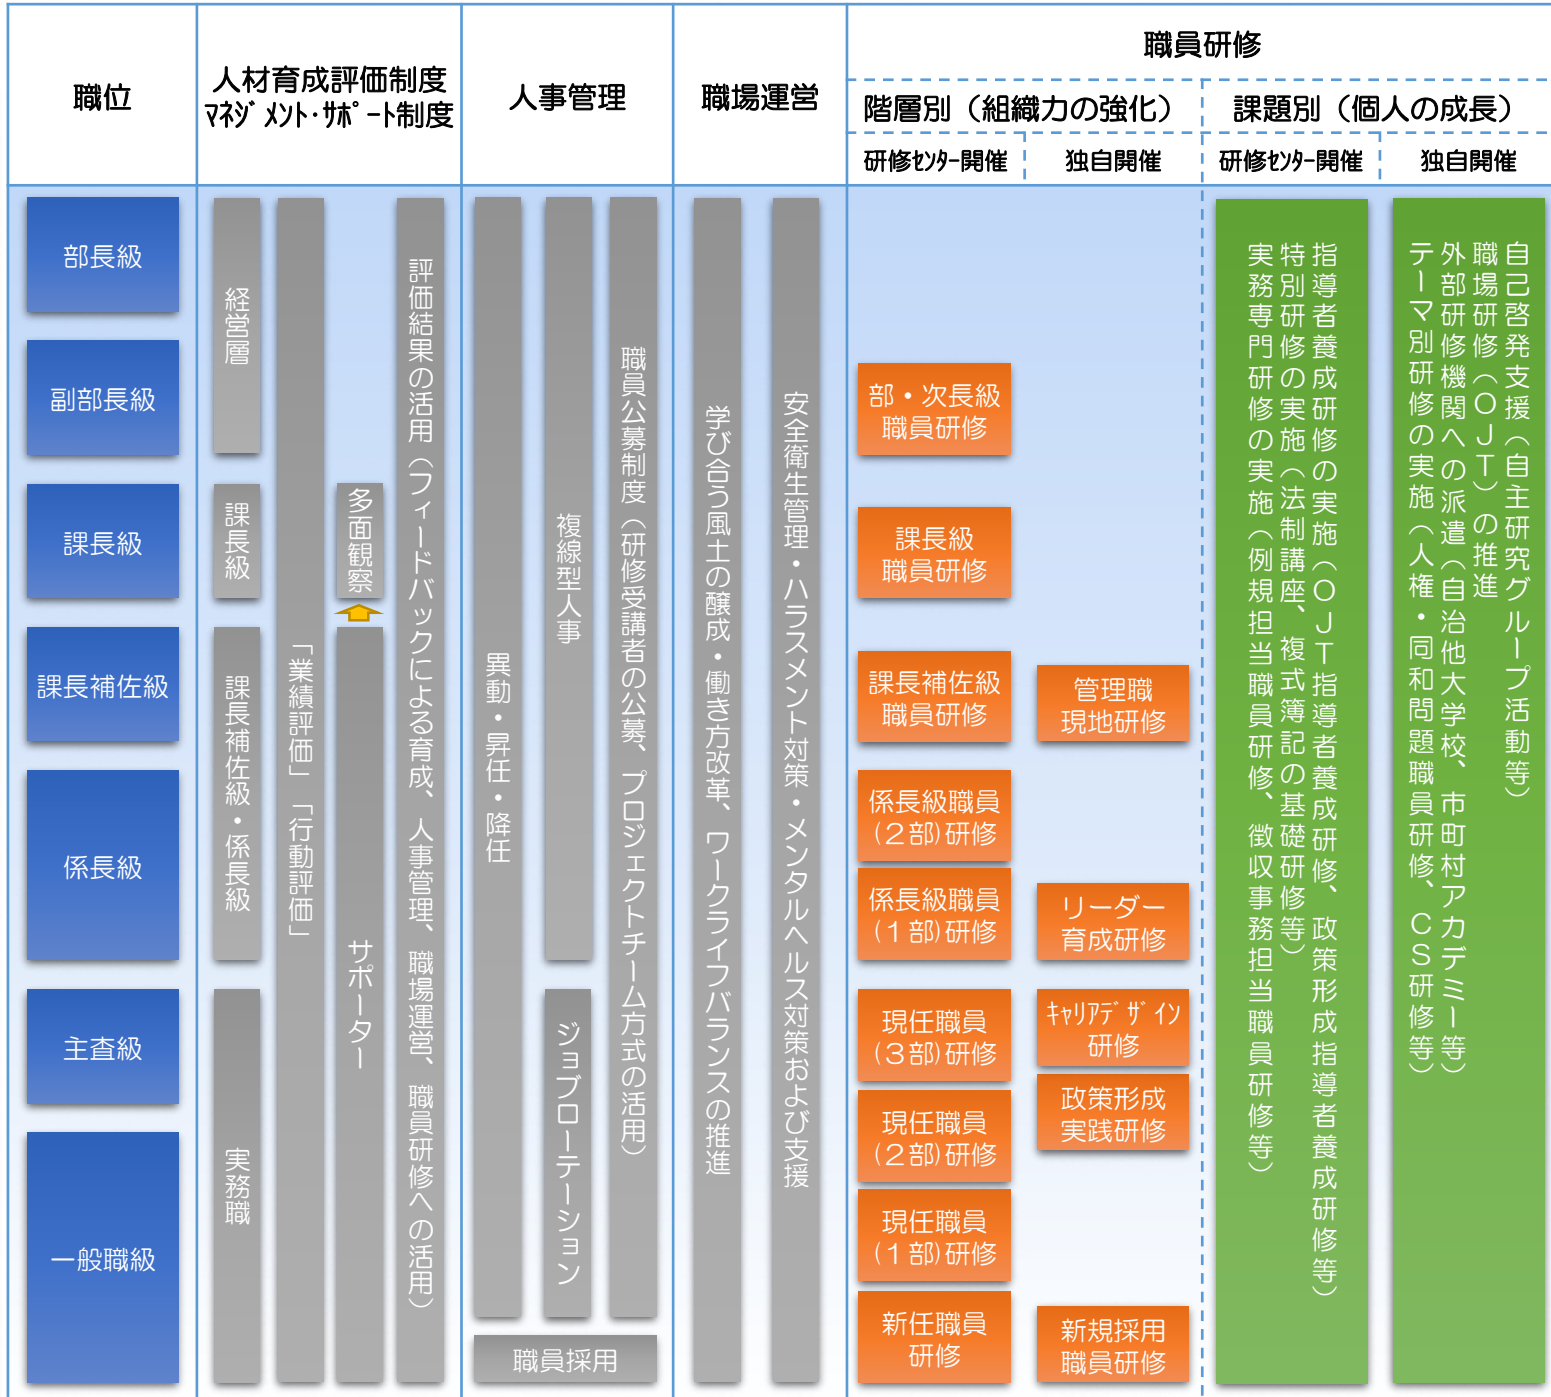 職位
人材育成評価制度
マネジメント・サポート制度
人事管理
職場運営
職員研修
階層別（組織力の強化）
課題別（個人の成長）
研修センター開催
独自開催
研修センター開催
独自開催
部長級
副部長級
課長級
課長補佐級
係長級
主査級
一般職級
経営層
課長級
課長補佐級・係長級
実務職
「業績評価」「行動評価」
多面観察
サポーター
評価結果の活用（フィードバックによる育成、人事管理、職場運営、職員研修への活用）
異動・昇任・降任
複線型人事
ジョブローテーション
職員公募制度（研修受講者の公募、プロジェクトチーム方式の活用）
職員採用
学び合う風土の醸成・働き方改革、ワークライフバランスの推進
安全衛生管理・ハラスメント対策・メンタルヘルス対策および支援
部・次長級
職員研修
課長級
職員研修
課長補佐級
職員研修
係長級職員
(２部)研修
係長級職員
(１部)研修
現任職員
(３部)研修
現任職員
(２部)研修
現任職員
(１部)研修
新任職員
研修
管理職
現地研修
リーダー
育成研修
キャリアデザイン
研修
政策形成
実践研修
新規採用
職員研修
指導者養成研修の実施（ＯＪＴ指導者養成研修、政策形成指導者養成研修等）
特別研修の実施（法制講座、複式簿記の基礎研修等）
実務専門研修の実施（例規担当職員研修、徴収事務担当職員研修等）
自己啓発支援（自主研究グループ活動等）
職場研修（ＯＪＴ）の推進
外部研修機関への派遣（自治他大学校、市町村アカデミー等）
テーマ別研修の実施（人権・同和問題職員研修、ＣＳ研修等）